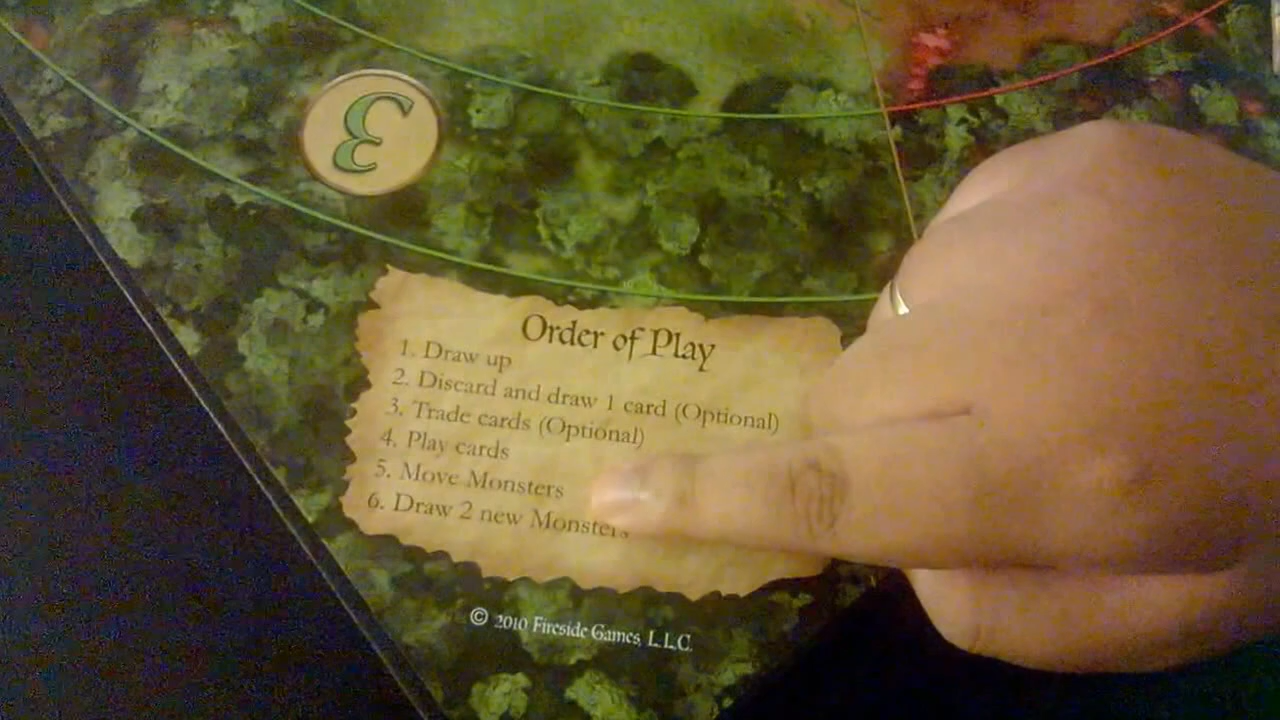 3
Order of Play
1. Draw up
2. Discard and draw 1 card (Optional)
3. Trade cards (Optional)
4. Play cards
5. Move Monsters
6. Draw 2 new Monsters
© 2010 Fireside Games, L.L.C.